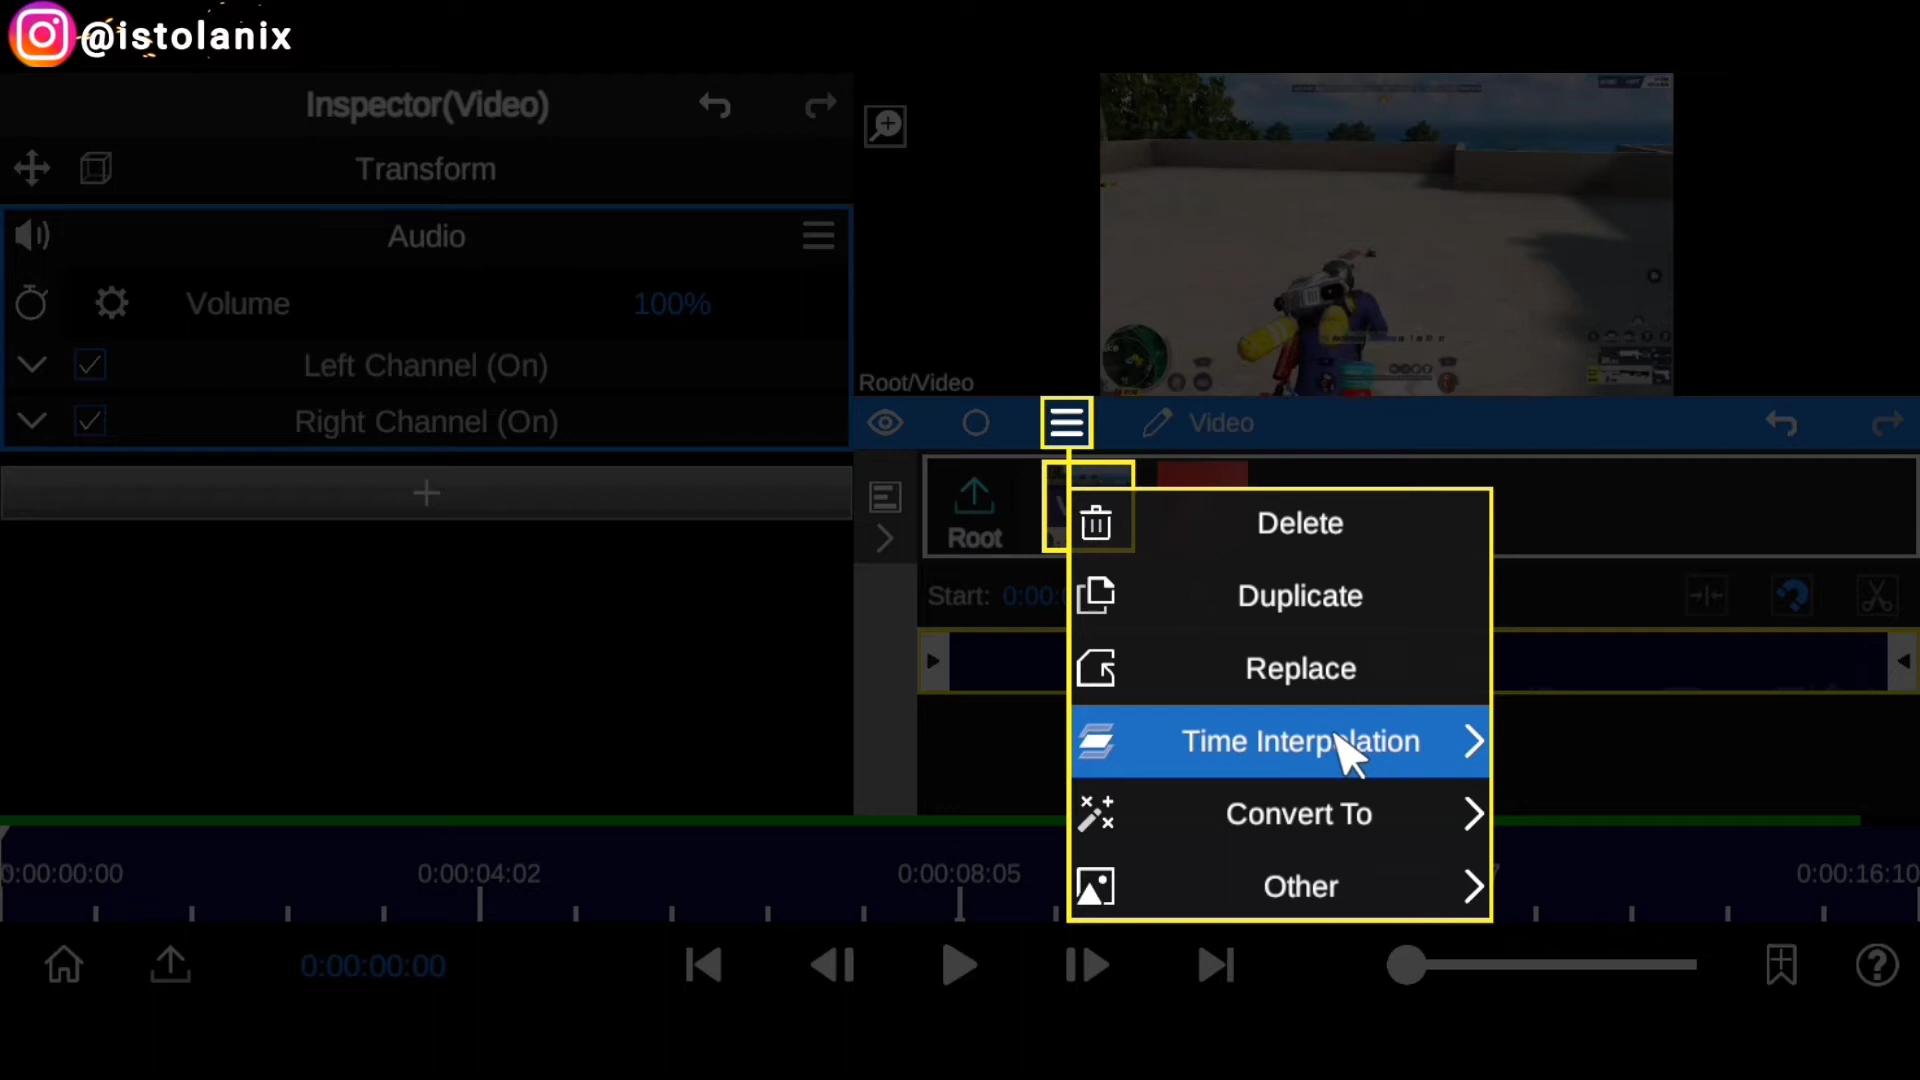 @istolanix
Inspector(Video)
Transform
Audio
Volume 100%
Left Channel (On)
Right Channel (On)
Root/Video
Video
Root
Start: 0:00:
Delete
Duplicate
Replace
Time Interpolation
Convert To
Other
0:00:00:00 0:00:04:02 0:00:08:05 0:00:16:10
0:00:00:00